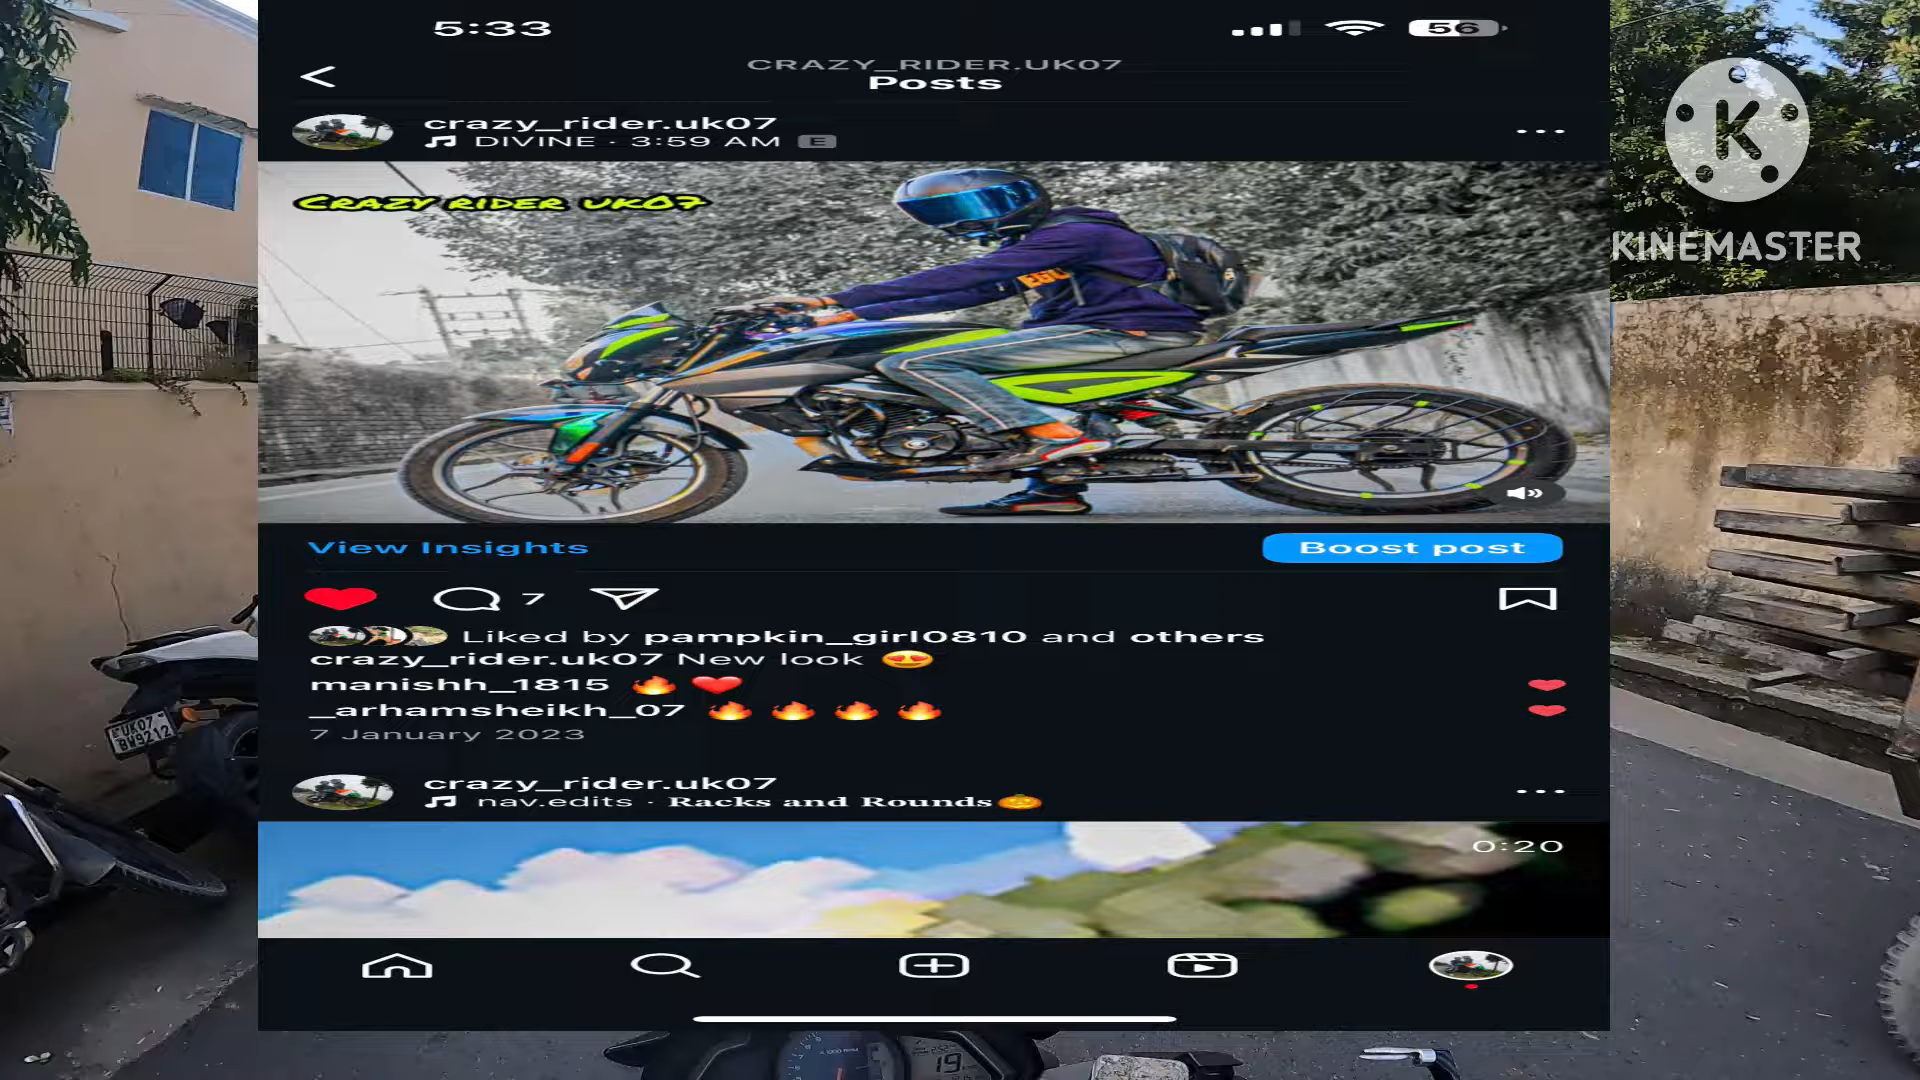 5:33
56
CRAZY_RIDER.UK07
Posts
crazy_rider.uk07
DIVINE · 3:59 AM E
CRAZY RIDER UK07
K
KINEMASTER
View Insights
Boost post
7
Liked by pampkin_girl0810 and others
crazy_rider.uk07 New look 😍
manishh_1815 🔥 ❤️
_arhamsheikh_07 🔥 🔥 🔥 🔥
7 January 2023
UK07
BW9212
crazy_rider.uk07
nav.edits · Racks and Rounds🎃
0:20
19